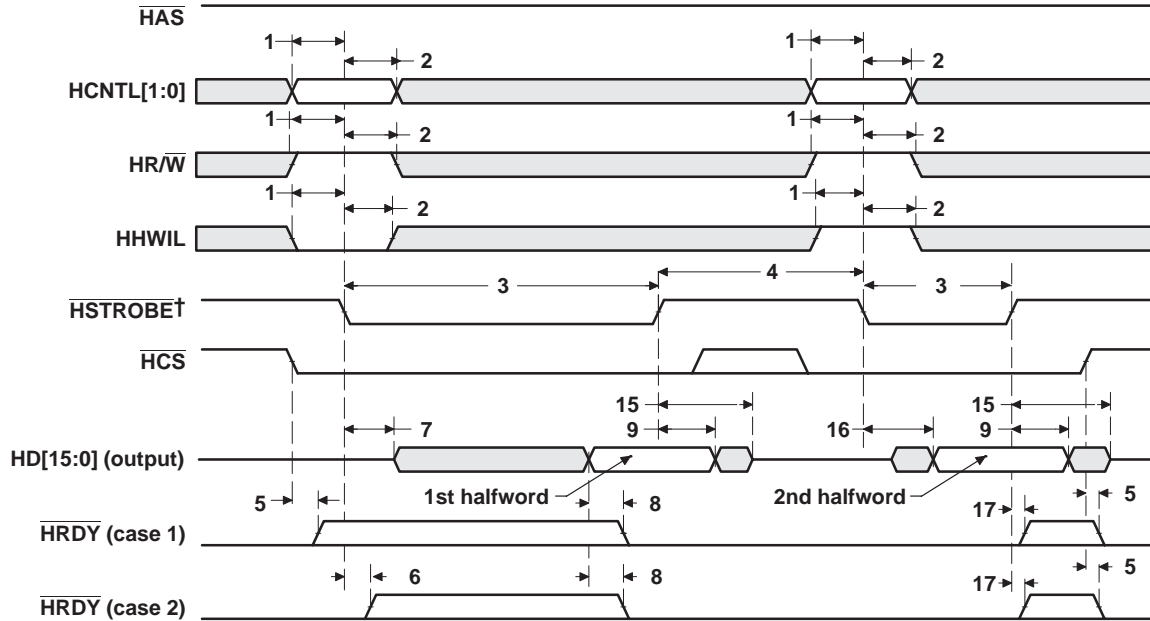 HAS
1 1
2 2
HCNTL[1:0]
1 2 1 2
HR/W
1 1
2 2
HHWIL
4
3 3
HSTROBE†
HCS
15 15
7 9 16 9
HD[15:0] (output)
1st halfword 2nd halfword
5 8 17 5
HRDY (case 1)
6 8 17 5
HRDY (case 2)